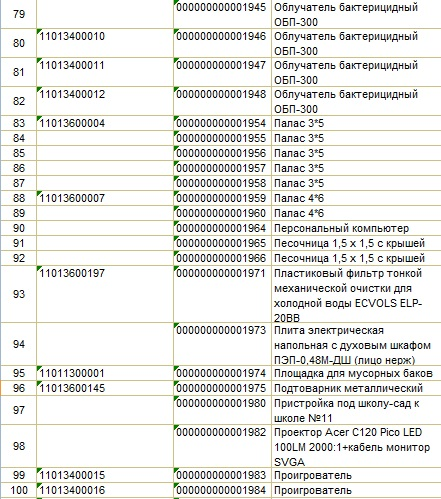 79 000000000001945 Облучатель бактерицидный
ОБП-300
80 11013400010 000000000001946 Облучатель бактерицидный
ОБП-300
81 11013400011 000000000001947 Облучатель бактерицидный
ОБП-300
82 11013400012 000000000001948 Облучатель бактерицидный
ОБП-300
83 11013600004 000000000001954 Палас 3*5
84 000000000001955 Палас 3*5
85 000000000001956 Палас 3*5
86 000000000001957 Палас 3*5
87 000000000001958 Палас 3*5
88 11013600007 000000000001959 Палас 4*6
89 000000000001960 Палас 4*6
90 000000000001964 Персональный компьютер
91 000000000001965 Песочница 1,5 х 1,5 с крышей
92 000000000001966 Песочница 1,5 х 1,5 с крышей
93 11013600197 000000000001971 Пластиковый фильтр тонкой
механической очистки для
холодной воды ECVOLS ELP-
20BB
94 000000000001973 Плита электрическая
напольная с духовым шкафом
ПЭП-0,48М-ДШ (лицо нерж)
95 11011300001 000000000001974 Площадка для мусорных баков
96 11013600145 000000000001975 Подтоварник металлический
97 000000000001980 Пристройка под школу-сад к
школе №11
98 000000000001982 Проектор Acer C120 Pico LED
100LM 2000:1+кабель монитор
SVGA
99 11013400015 000000000001983 Проигрователь
100 11013400016 000000000001984 Проигрователь